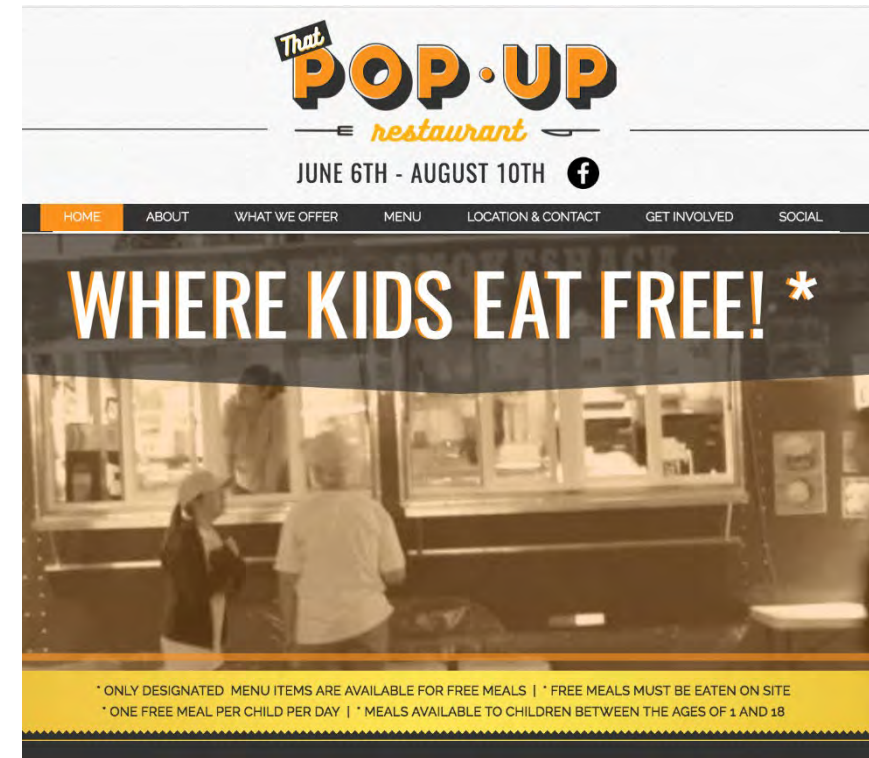 That
POP·UP
restaurant
JUNE 6TH - AUGUST 10TH f
HOME ABOUT WHAT WE OFFER MENU LOCATION & CONTACT GET INVOLVED SOCIAL
SMOKESHACK
WHERE KIDS EAT FREE! *
* ONLY DESIGNATED MENU ITEMS ARE AVAILABLE FOR FREE MEALS | * FREE MEALS MUST BE EATEN ON SITE
* ONE FREE MEAL PER CHILD PER DAY | * MEALS AVAILABLE TO CHILDREN BETWEEN THE AGES OF 1 AND 18